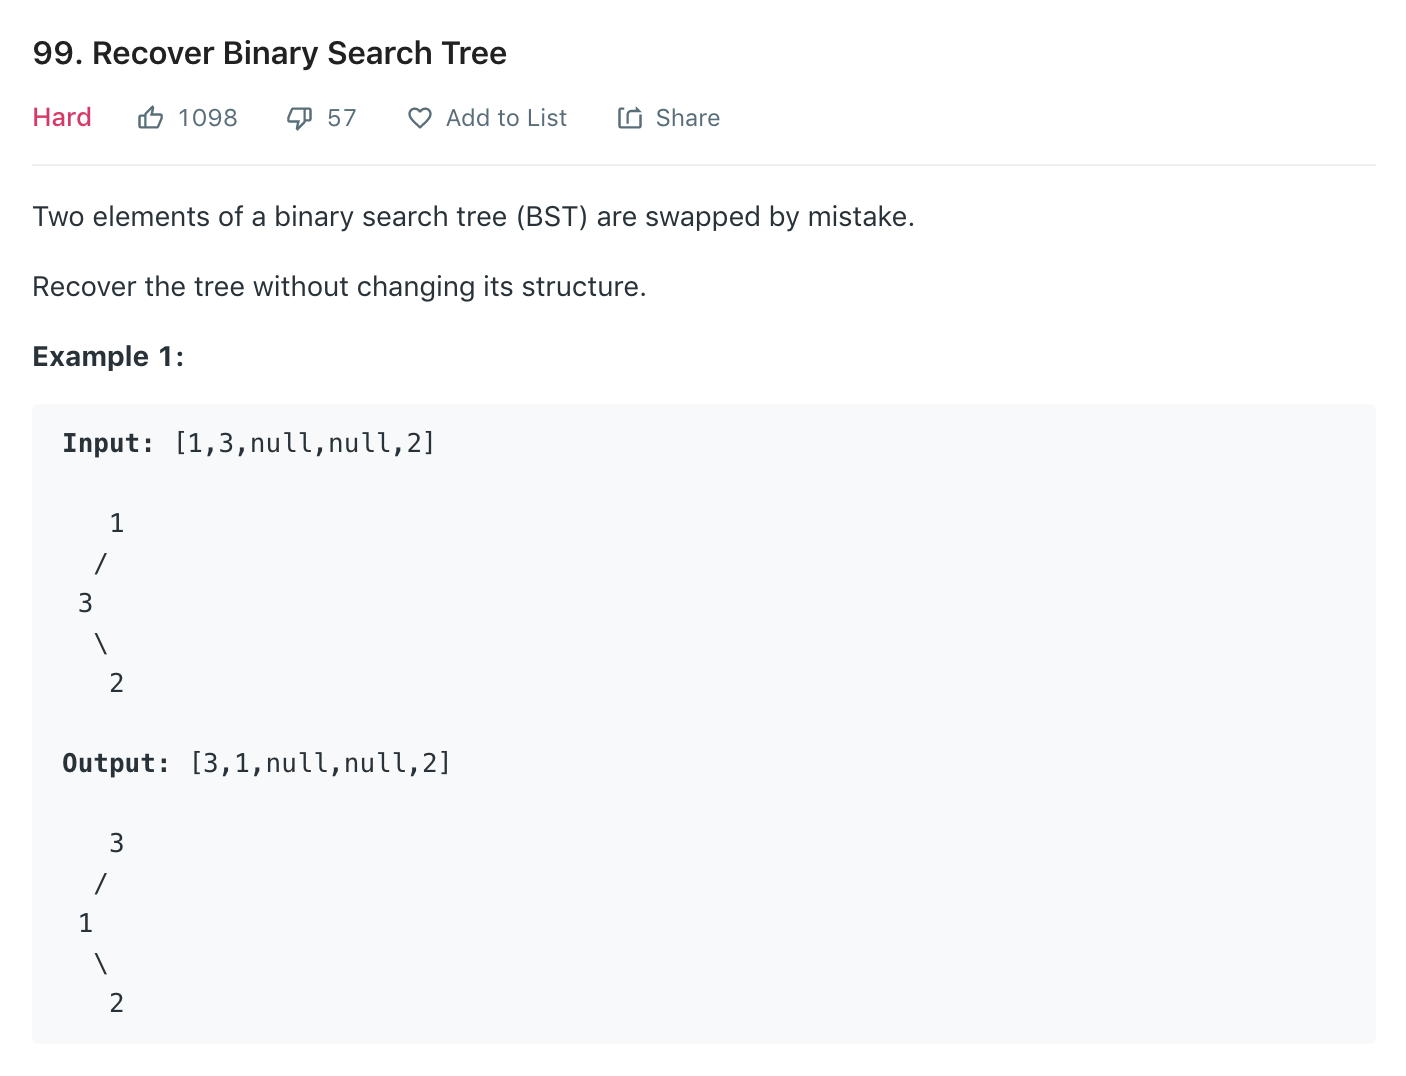 99. Recover Binary Search Tree
Hard 1098 57 Add to List Share
Two elements of a binary search tree (BST) are swapped by mistake.
Recover the tree without changing its structure.
Example 1:
Input: [1,3,null,null,2]
1
/
3
\
2
Output: [3,1,null,null,2]
3
/
1
\
2